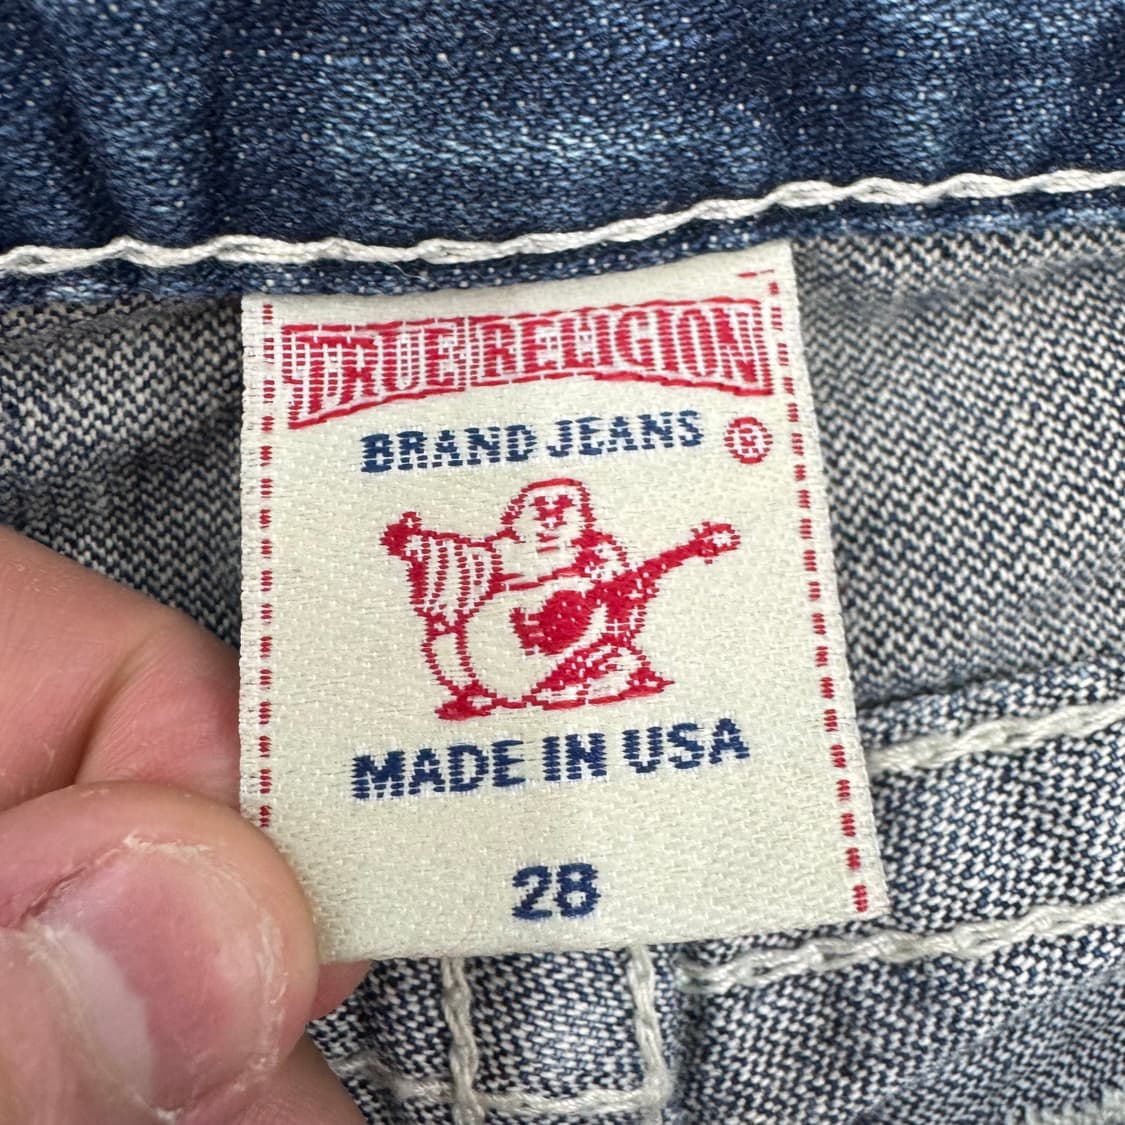 TRUE RELIGION
BRAND JEANS ®
MADE IN USA
28